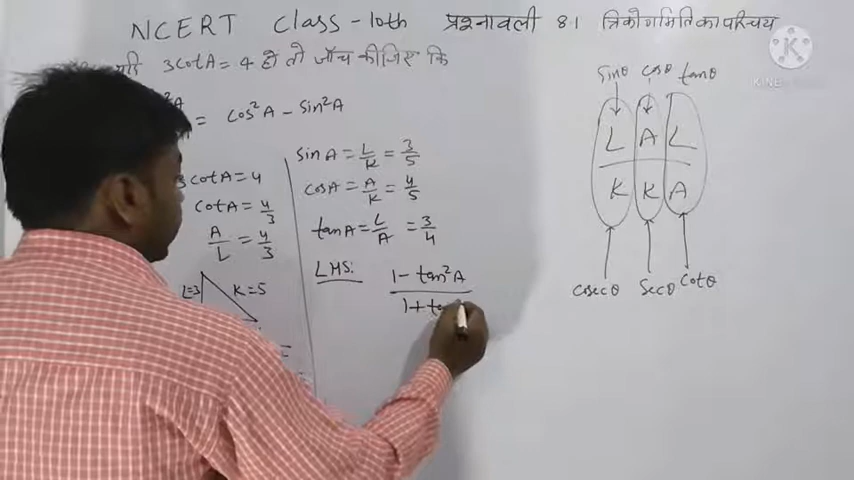 NCERT Class-10th प्रश्नावली 8.1 त्रिकोणमिति का परिचय
यदि 3cotA = 4 हो तो जाँच कीजिए कि
²A = cos²A - sin²A
3cotA = 4
cotA = 4/3
A/L = 4/3
L=3 K=5
=
sinA = L/K = 3/5
cosA = A/K = 4/5
tanA = L/A = 3/4
LHS:
1 - tan²A
1 + ta
sinθ cosθ tanθ
L A L
K K A
cosecθ secθ cotθ
K
KINE